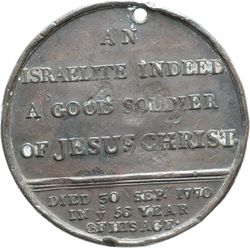 AN
ISRAELITE INDEED
A GOOD SOLDIER
OF JESUS CHRIST
DIED 30 SEP. 1770
IN y 56 YEAR
OF HIS AGE.